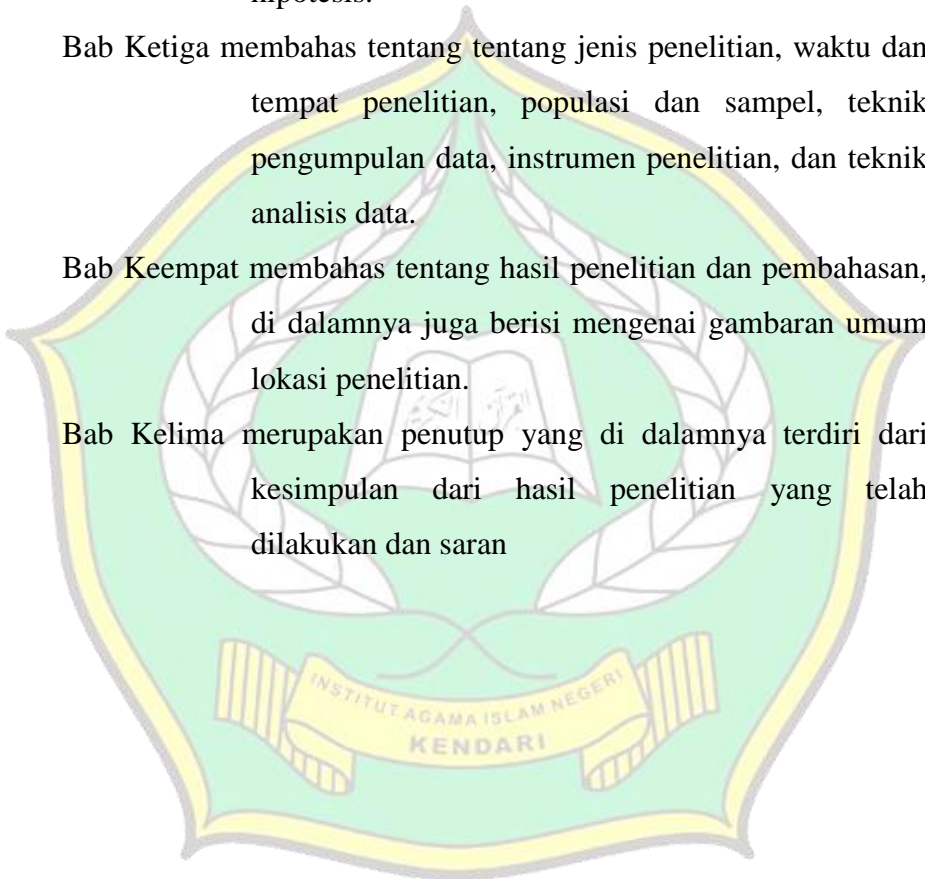 hipotesis.
Bab Ketiga membahas tentang tentang jenis penelitian, waktu dan
tempat penelitian, populasi dan sampel, teknik
pengumpulan data, instrumen penelitian, dan teknik
analisis data.
Bab Keempat membahas tentang hasil penelitian dan pembahasan,
di dalamnya juga berisi mengenai gambaran umum
lokasi penelitian.
Bab Kelima merupakan penutup yang di dalamnya terdiri dari
kesimpulan dari hasil penelitian yang telah
dilakukan dan saran
INSTITUT AGAMA ISLAM NEGERI
KENDARI